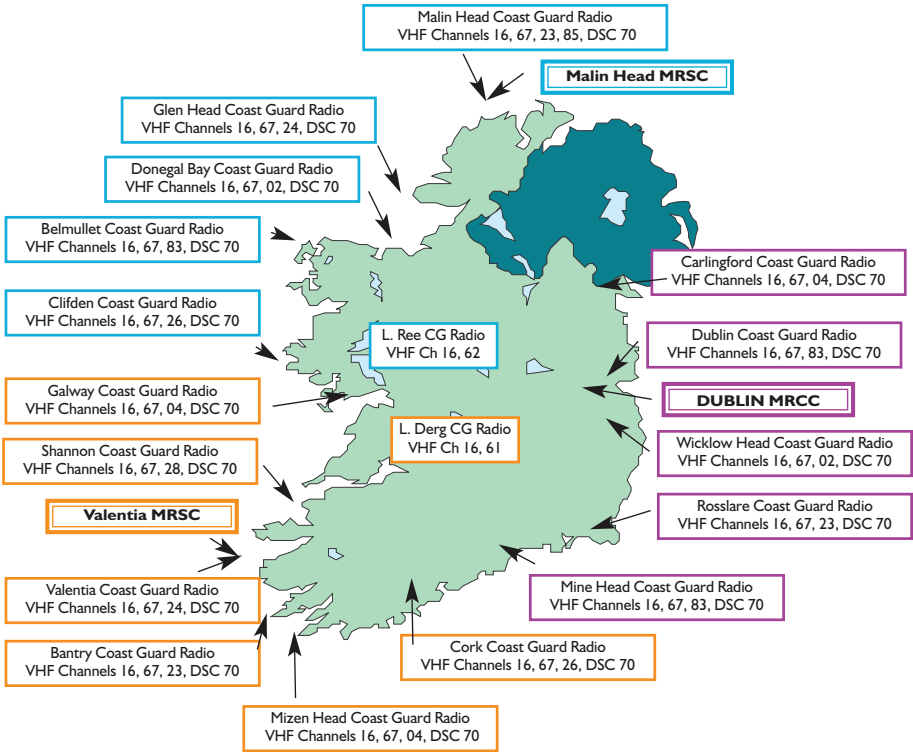 Malin Head Coast Guard Radio
VHF Channels 16, 67, 23, 85, DSC 70
Malin Head MRSC
Glen Head Coast Guard Radio
VHF Channels 16, 67, 24, DSC 70
Donegal Bay Coast Guard Radio
VHF Channels 16, 67, 02, DSC 70
Belmullet Coast Guard Radio
VHF Channels 16, 67, 83, DSC 70
Carlingford Coast Guard Radio
VHF Channels 16, 67, 04, DSC 70
Clifden Coast Guard Radio
VHF Channels 16, 67, 26, DSC 70
L. Ree CG Radio
VHF Ch 16, 62
Dublin Coast Guard Radio
VHF Channels 16, 67, 83, DSC 70
Galway Coast Guard Radio
VHF Channels 16, 67, 04, DSC 70
DUBLIN MRCC
L. Derg CG Radio
VHF Ch 16, 61
Wicklow Head Coast Guard Radio
VHF Channels 16, 67, 02, DSC 70
Shannon Coast Guard Radio
VHF Channels 16, 67, 28, DSC 70
Rosslare Coast Guard Radio
VHF Channels 16, 67, 23, DSC 70
Valentia MRSC
Valentia Coast Guard Radio
VHF Channels 16, 67, 24, DSC 70
Mine Head Coast Guard Radio
VHF Channels 16, 67, 83, DSC 70
Bantry Coast Guard Radio
VHF Channels 16, 67, 23, DSC 70
Cork Coast Guard Radio
VHF Channels 16, 67, 26, DSC 70
Mizen Head Coast Guard Radio
VHF Channels 16, 67, 04, DSC 70